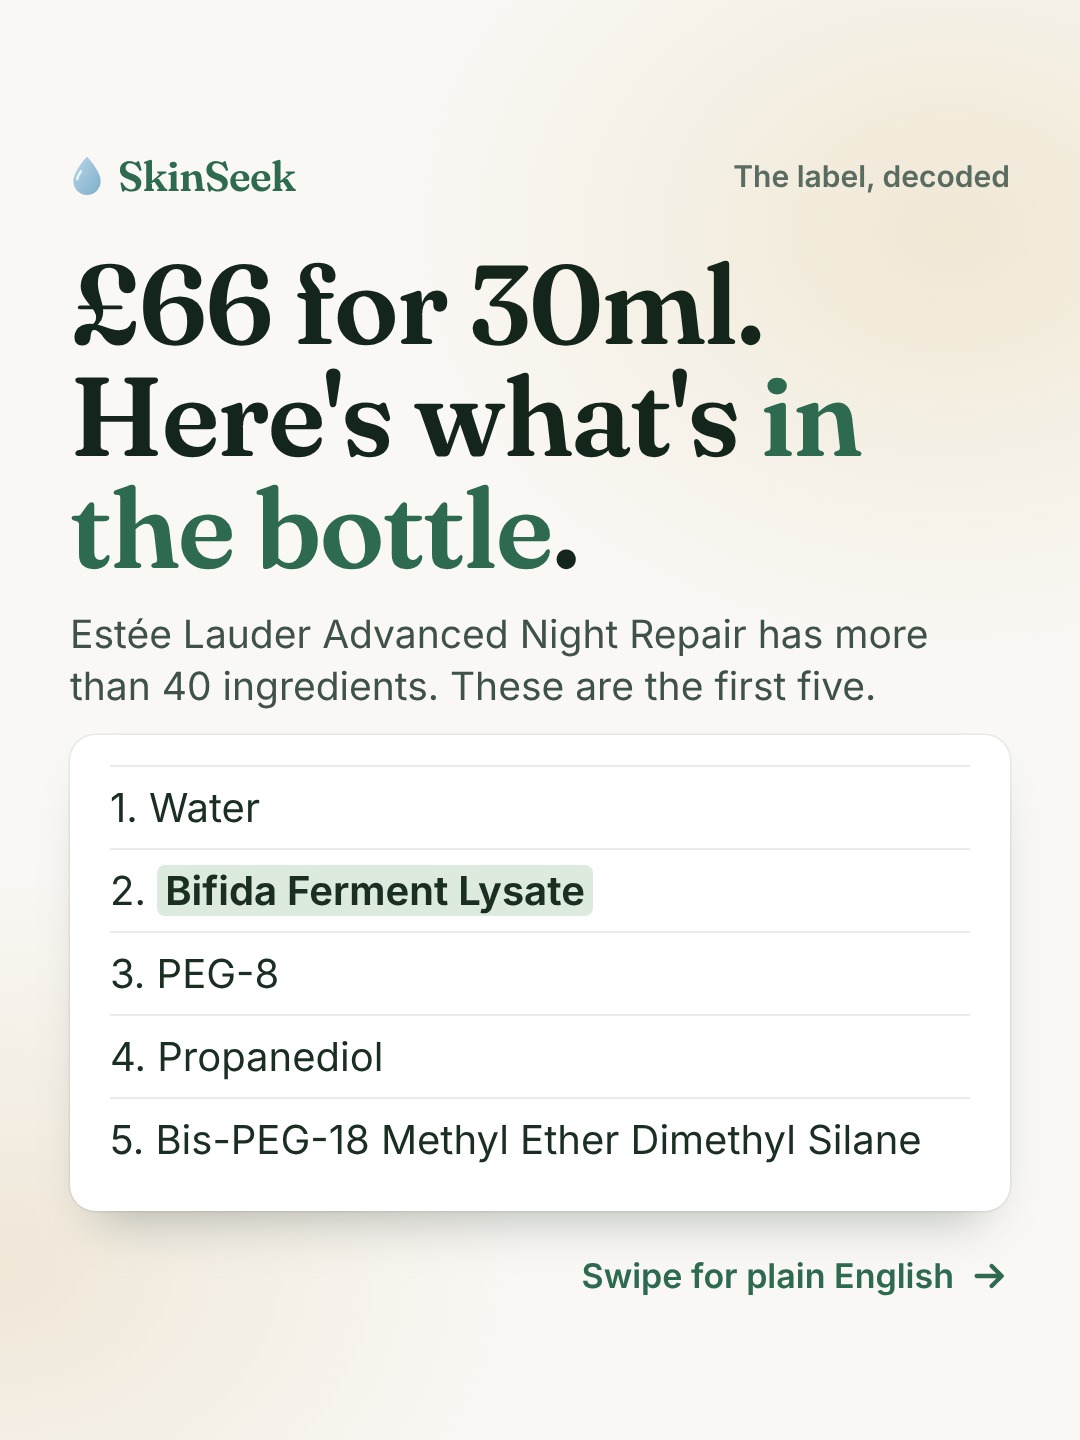 SkinSeek
The label, decoded
£66 for 30ml.
Here's what's in
the bottle.
Estée Lauder Advanced Night Repair has more
than 40 ingredients. These are the first five.
1. Water
2. Bifida Ferment Lysate
3. PEG-8
4. Propanediol
5. Bis-PEG-18 Methyl Ether Dimethyl Silane
Swipe for plain English →